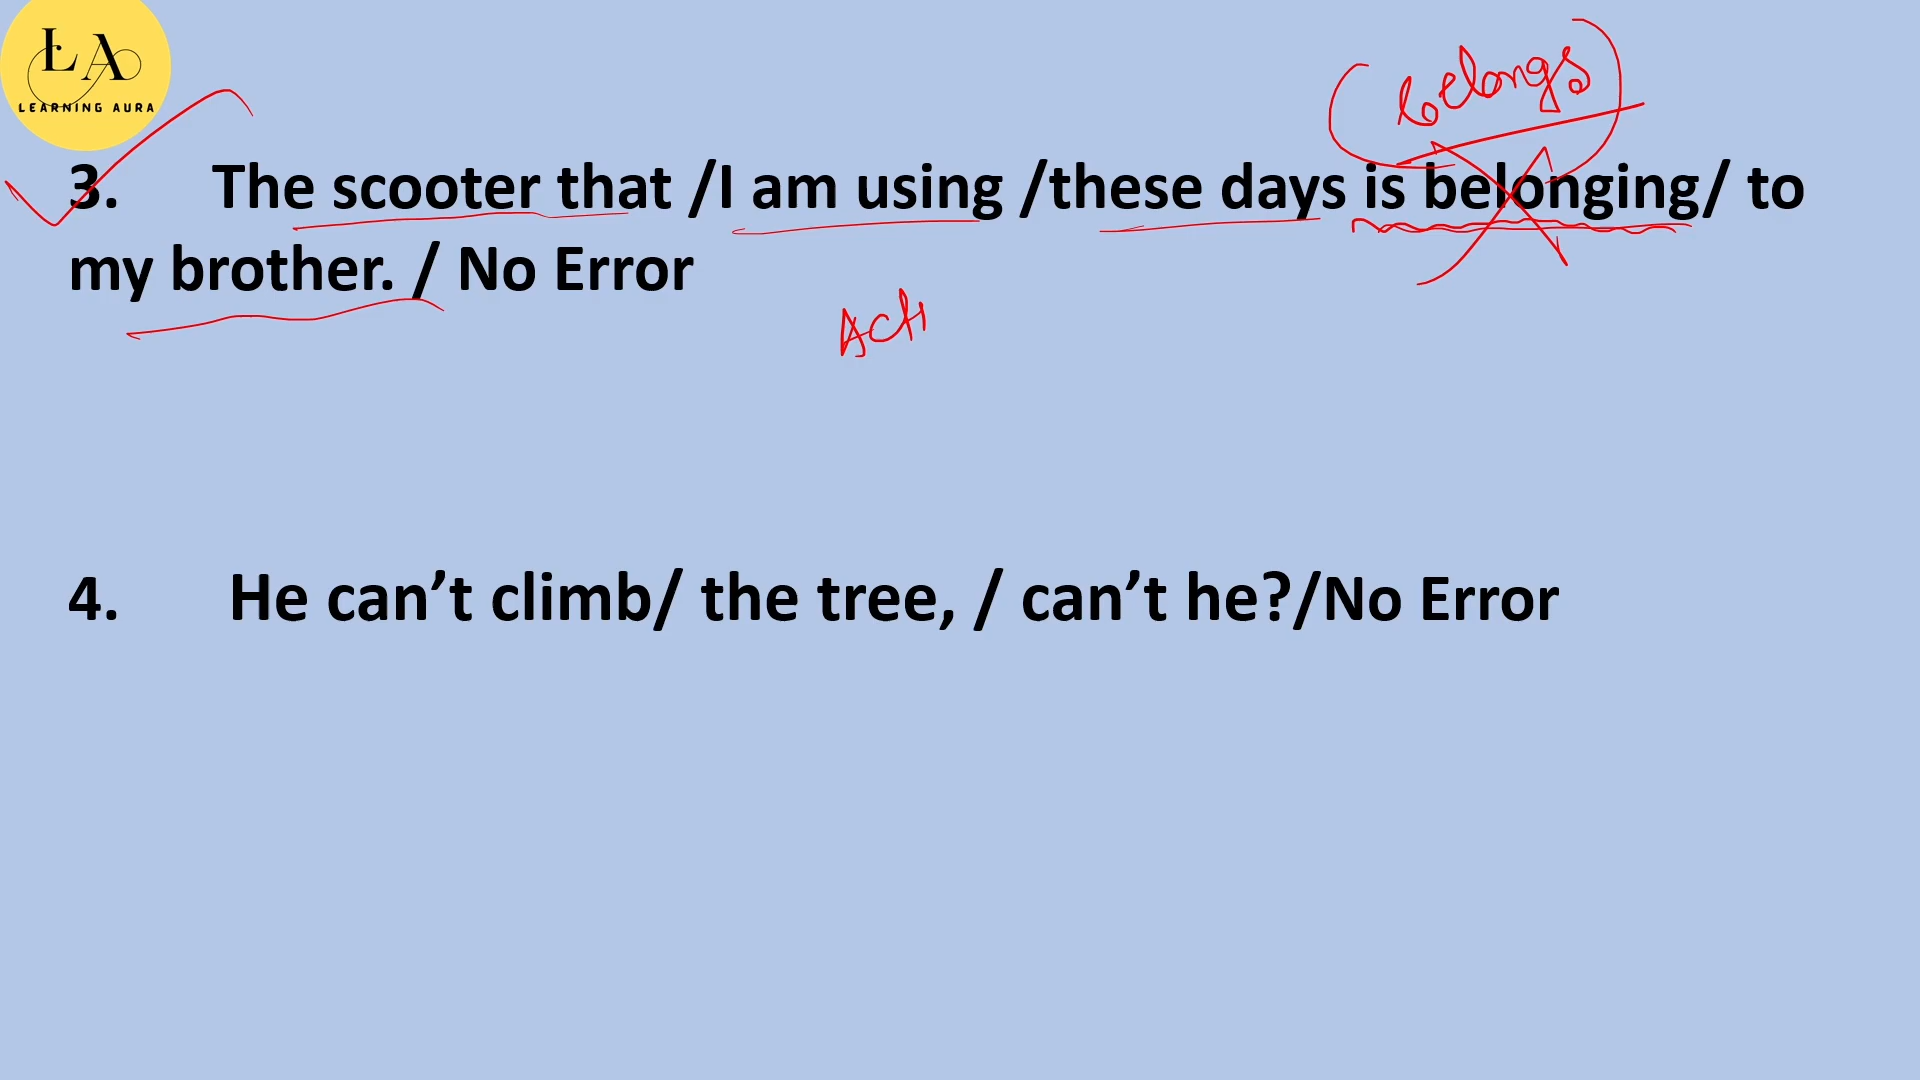 LA
LEARNING AURA
belongs
3. The scooter that /I am using /these days is belonging/ to
my brother. / No Error
Acti
4. He can’t climb/ the tree, / can’t he?/No Error